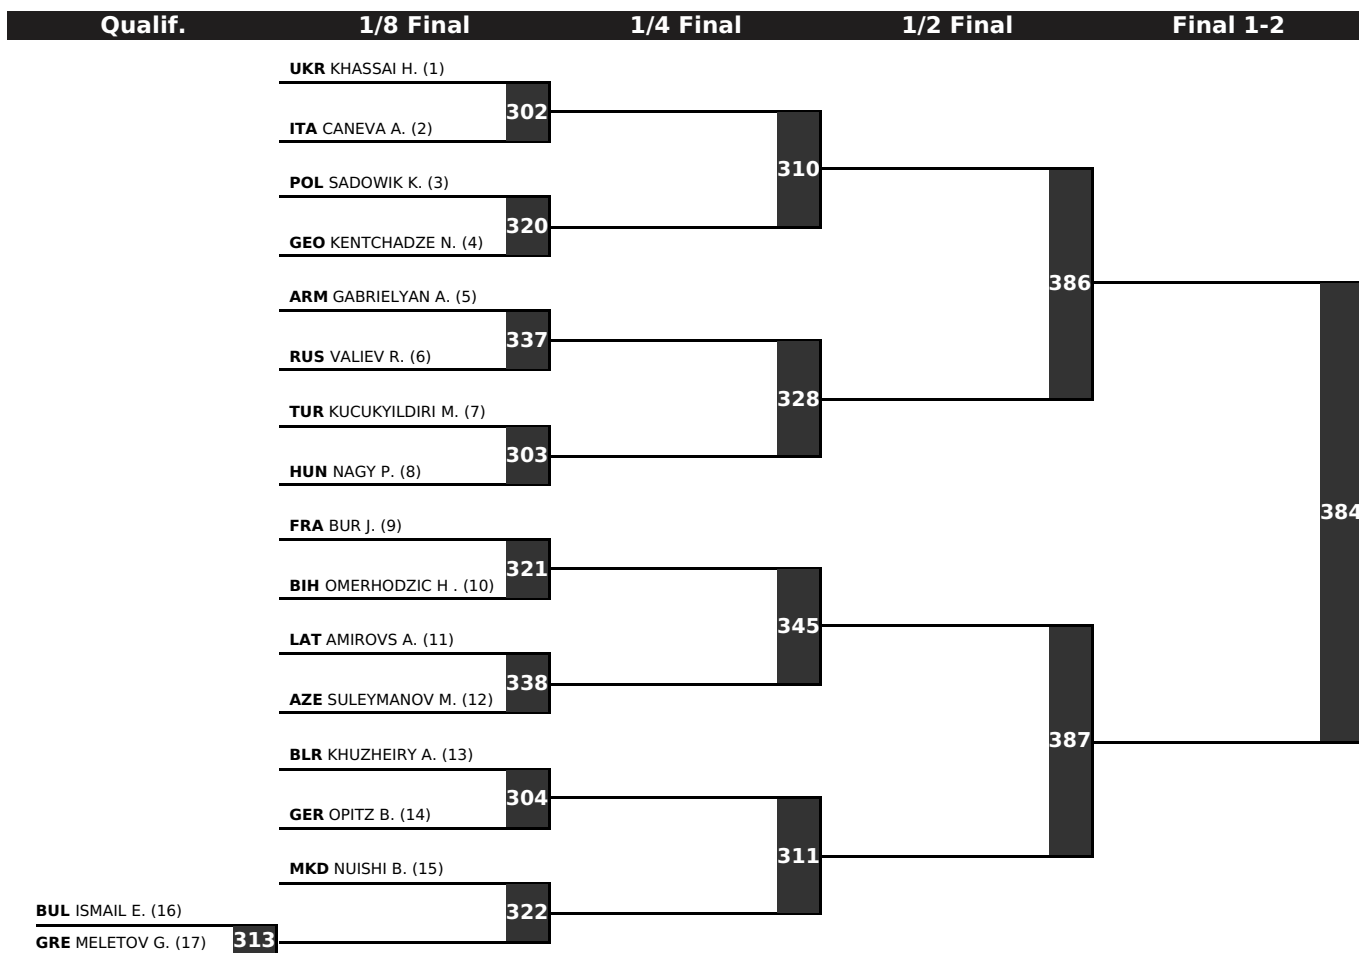 Qualif. 1/8 Final 1/4 Final 1/2 Final Final 1-2
UKR KHASSAI H. (1)
302
ITA CANEVA A. (2)
310
POL SADOWIK K. (3)
320
GEO KENTCHADZE N. (4)
386
ARM GABRIELYAN A. (5)
337
RUS VALIEV R. (6)
328
TUR KUCUKYILDIRI M. (7)
303
HUN NAGY P. (8)
384
FRA BUR J. (9)
321
BIH OMERHODZIC H . (10)
345
LAT AMIROVS A. (11)
338
AZE SULEYMANOV M. (12)
387
BLR KHUZHEIRY A. (13)
304
GER OPITZ B. (14)
311
MKD NUISHI B. (15)
322
BUL ISMAIL E. (16)
313
GRE MELETOV G. (17)